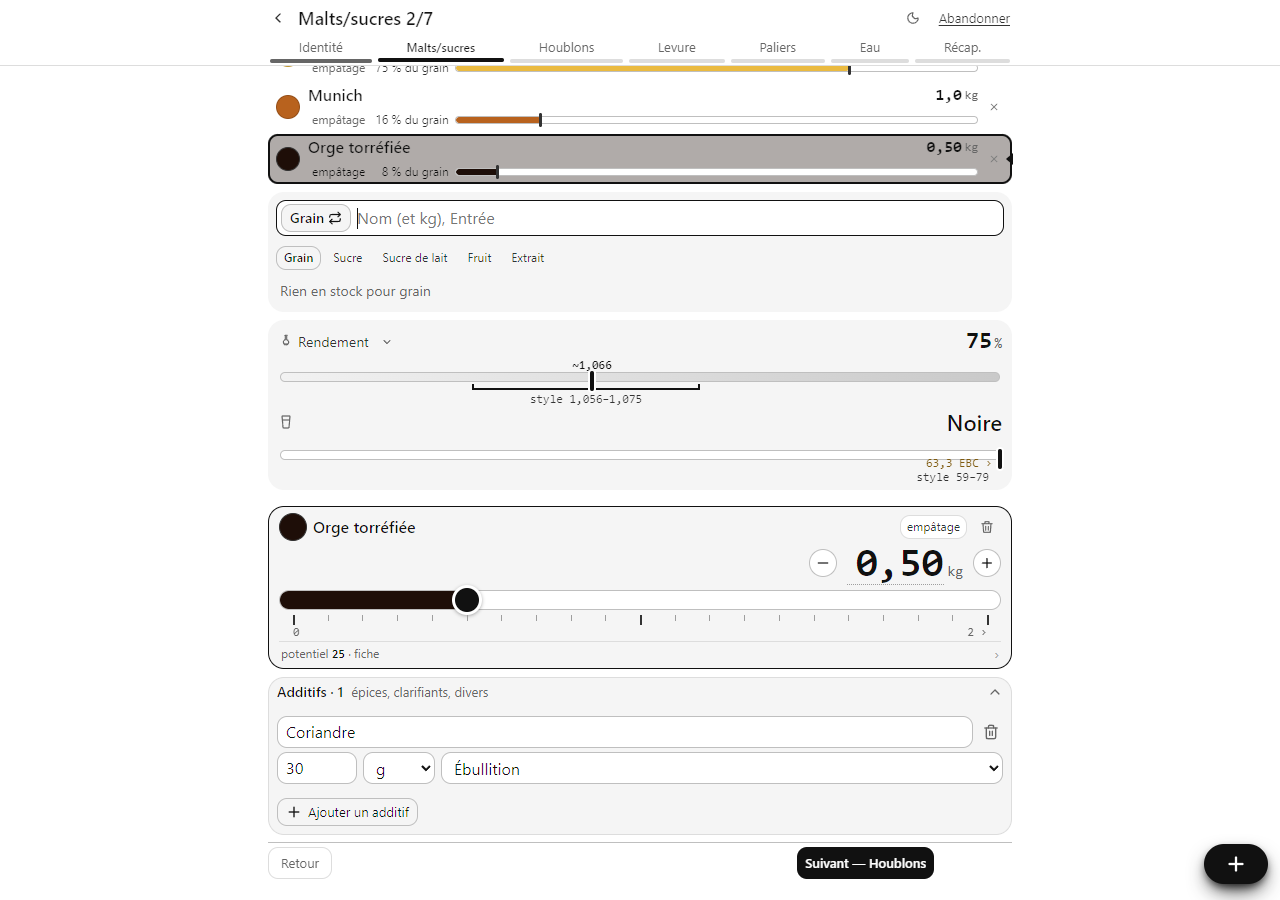 Malts/sucres 2/7
Abandonner
Identité Malts/sucres Houblons Levure Paliers Eau Récap.
empâtage 75 % du grain
Munich 1,0 kg
empâtage 16 % du grain
Orge torréfiée 0,50 kg
empâtage 8 % du grain
Grain Nom (et kg), Entrée
Grain Sucre Sucre de lait Fruit Extrait
Rien en stock pour grain
Rendement 75 %
~1,066
style 1,056–1,075
Noire
63,3 EBC ›
style 59–79
Orge torréfiée empâtage
0,50 kg
0 2 ›
potentiel 25 · fiche ›
Additifs · 1 épices, clarifiants, divers
Coriandre
30 g Ébullition
Ajouter un additif
Retour Suivant — Houblons